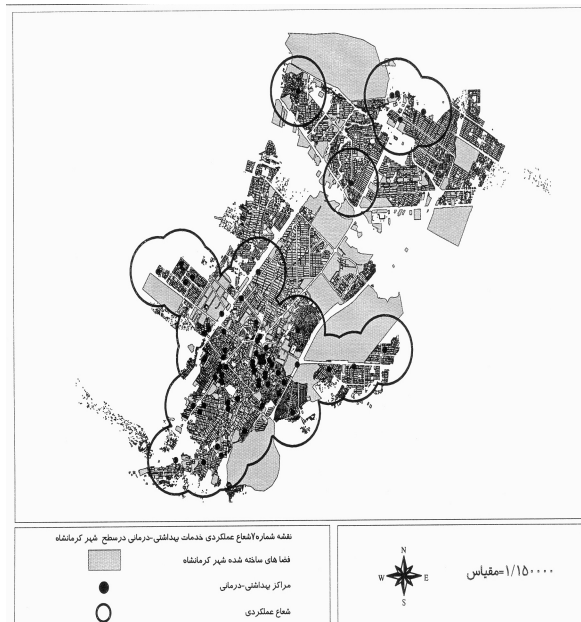 نقشه شماره۷شعاع عملکردی خدمات بهداشتی-درمانی درسطح شهر کرمانشاه
فضا های ساخته شده شهر کرمانشاه
مراکز بهداشتی-درمانی
شعاع عملکردی
N
W E
S
مقیاس=۱/۱۵۰۰۰۰